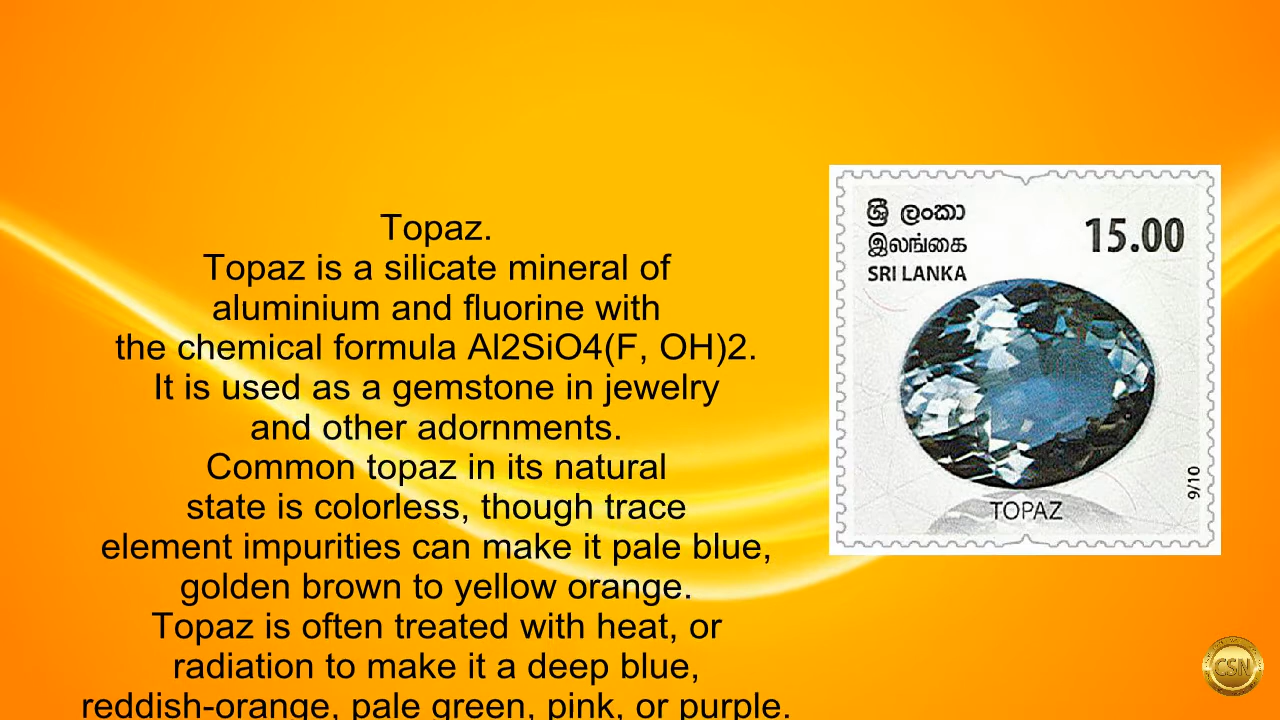 Topaz.
Topaz is a silicate mineral of
aluminium and fluorine with
the chemical formula Al2SiO4(F, OH)2.
It is used as a gemstone in jewelry
and other adornments.
Common topaz in its natural
state is colorless, though trace
element impurities can make it pale blue,
golden brown to yellow orange.
Topaz is often treated with heat, or
radiation to make it a deep blue,
reddish-orange, pale green, pink, or purple.
ශ්‍රී ලංකා
இலங்கை
SRI LANKA
15.00
TOPAZ
9/10
CSN